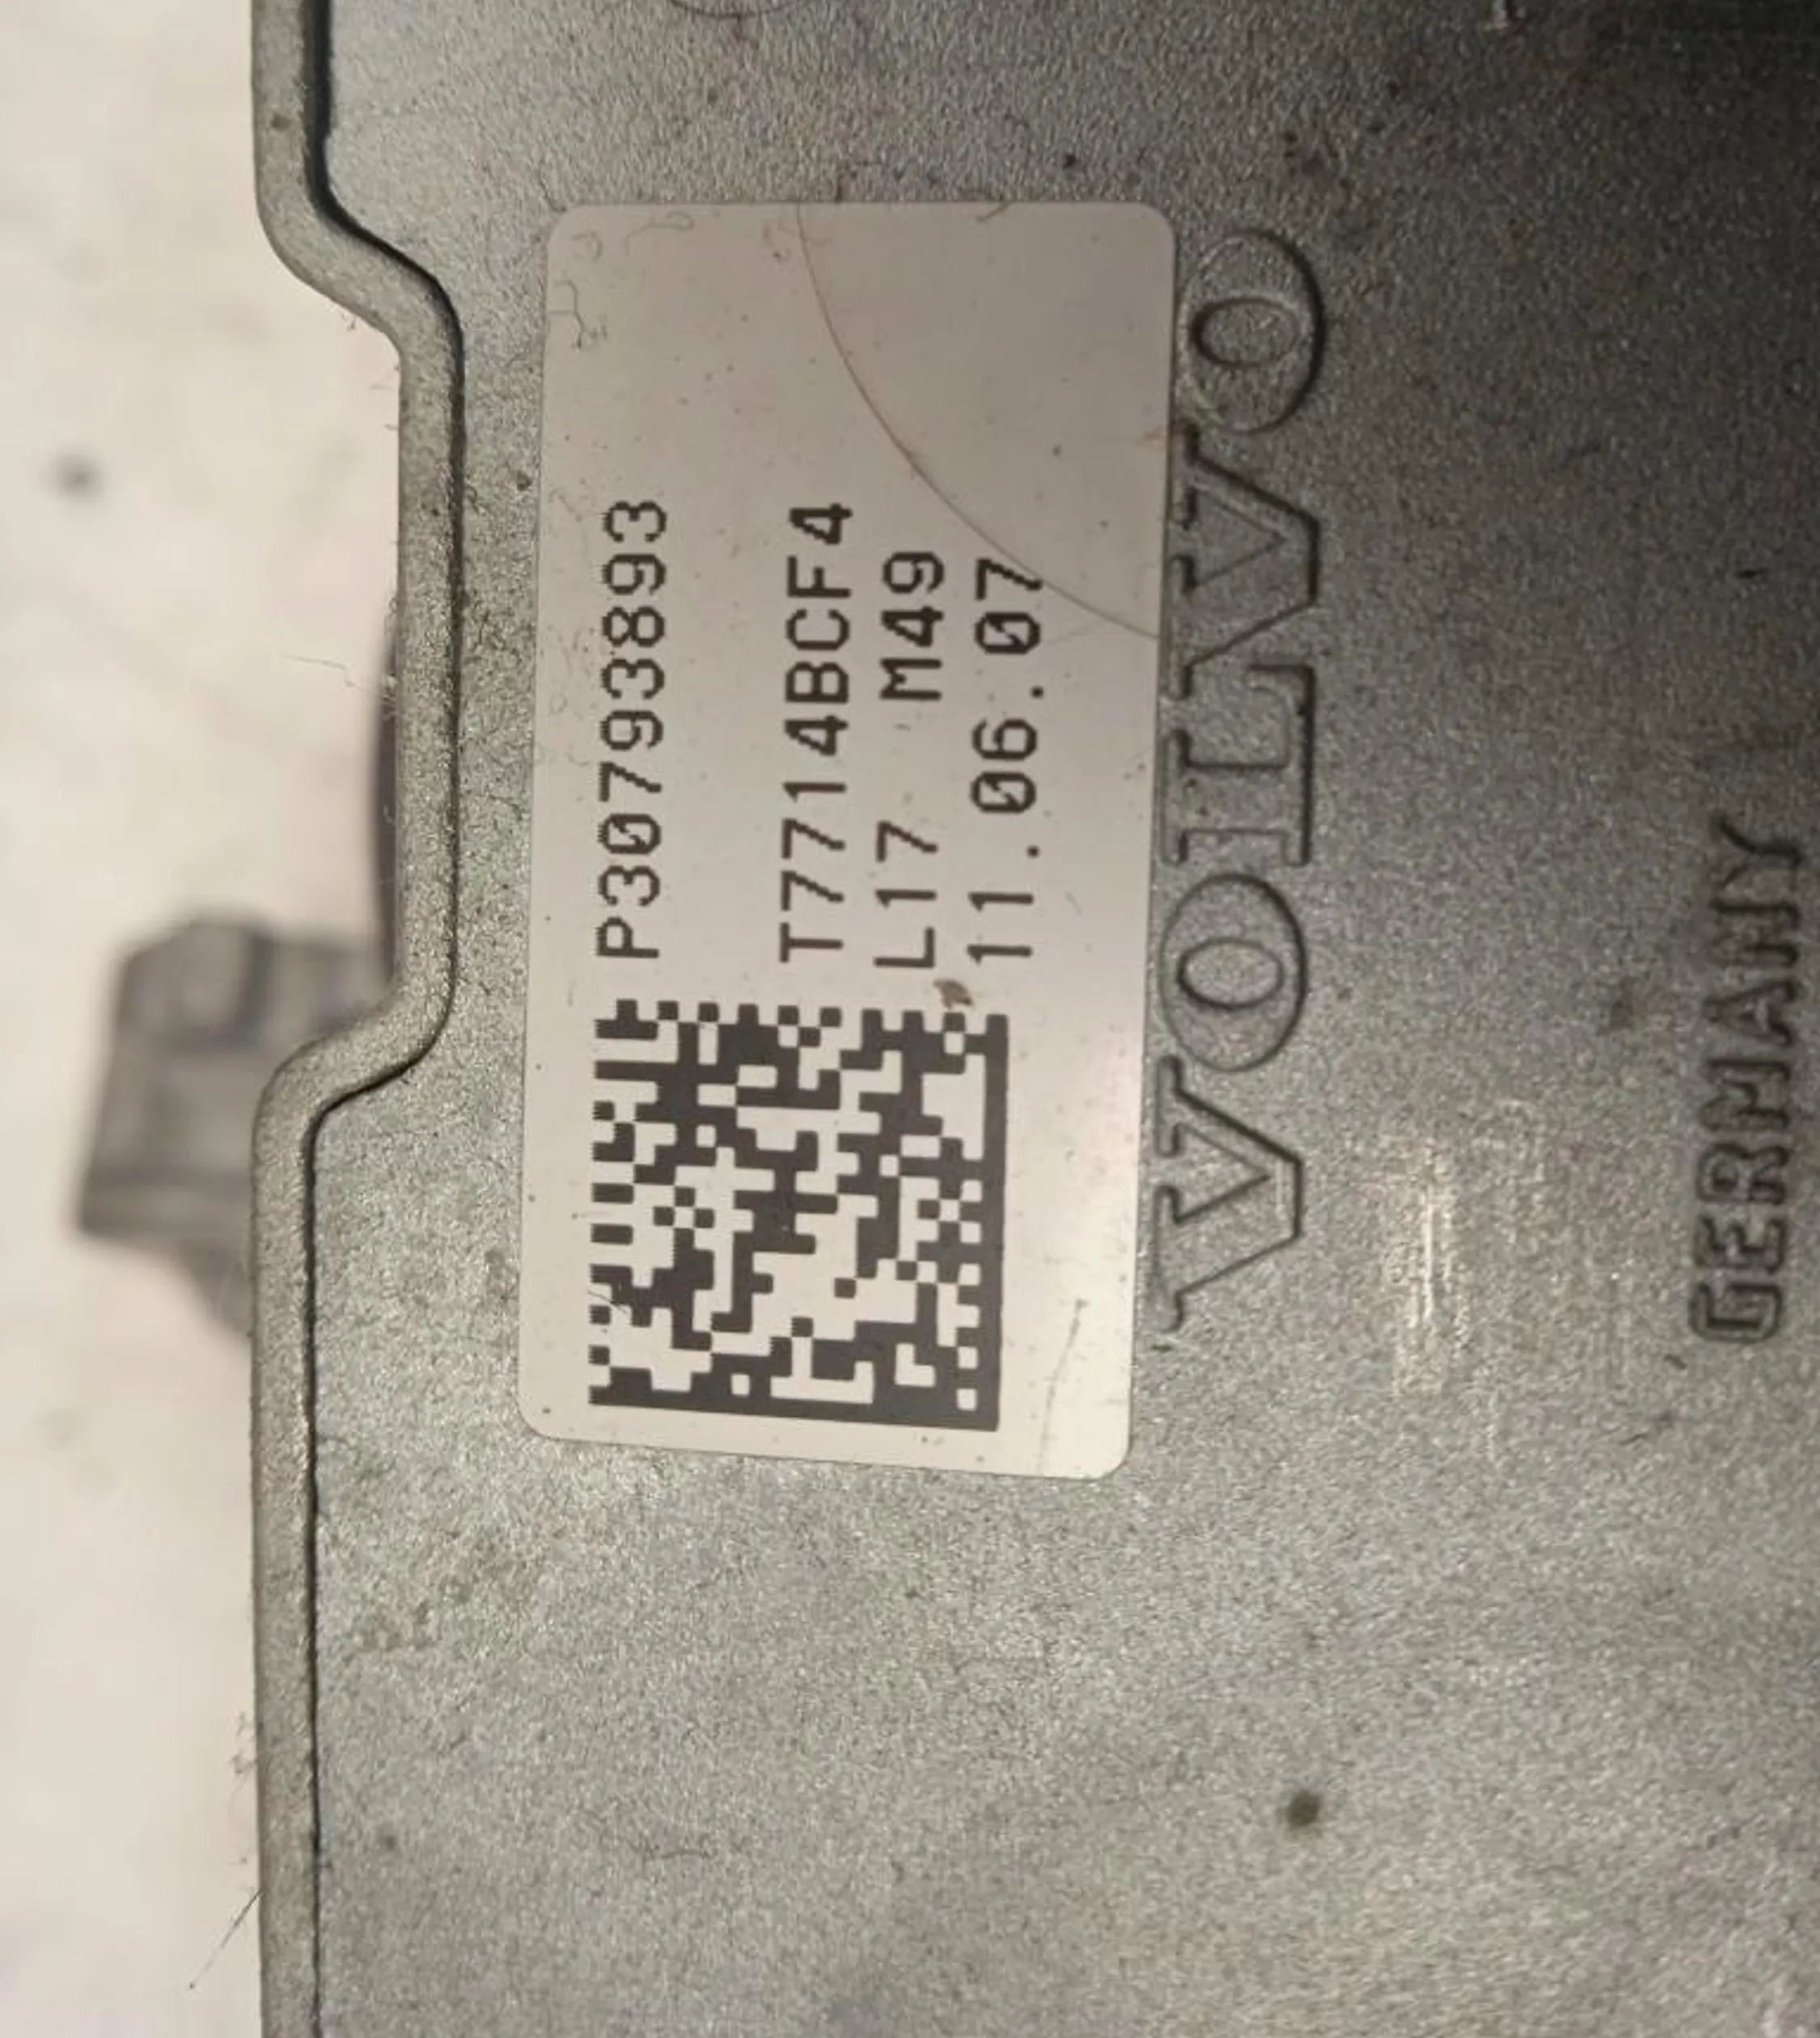 P30793893
T7714BCF4
L17 M49
11.06.07
VOLVO
GERMANY